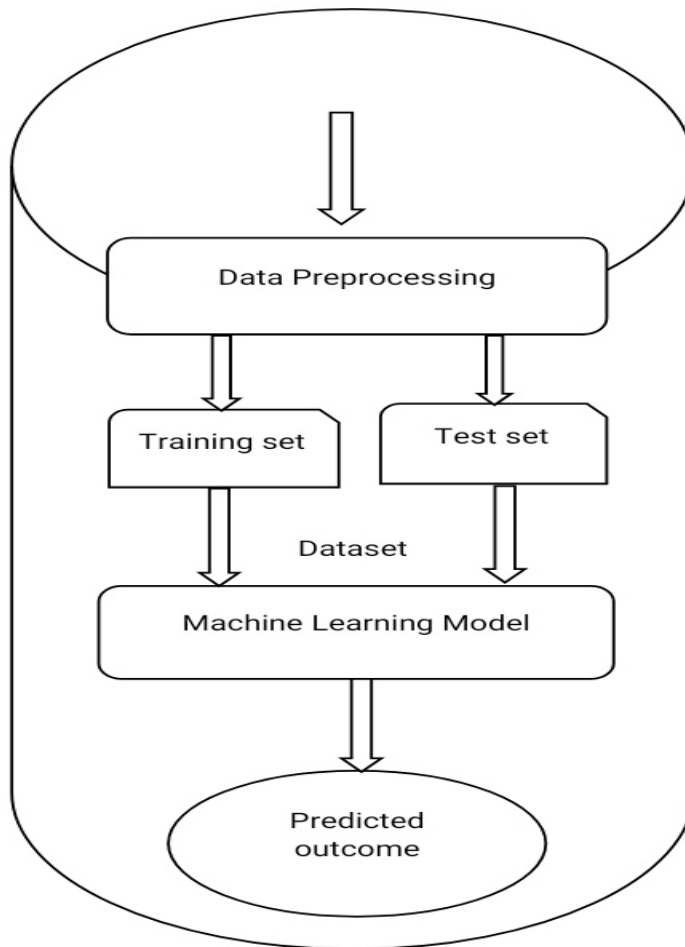 Data Preprocessing
Training set
Test set
Dataset
Machine Learning Model
Predicted
outcome